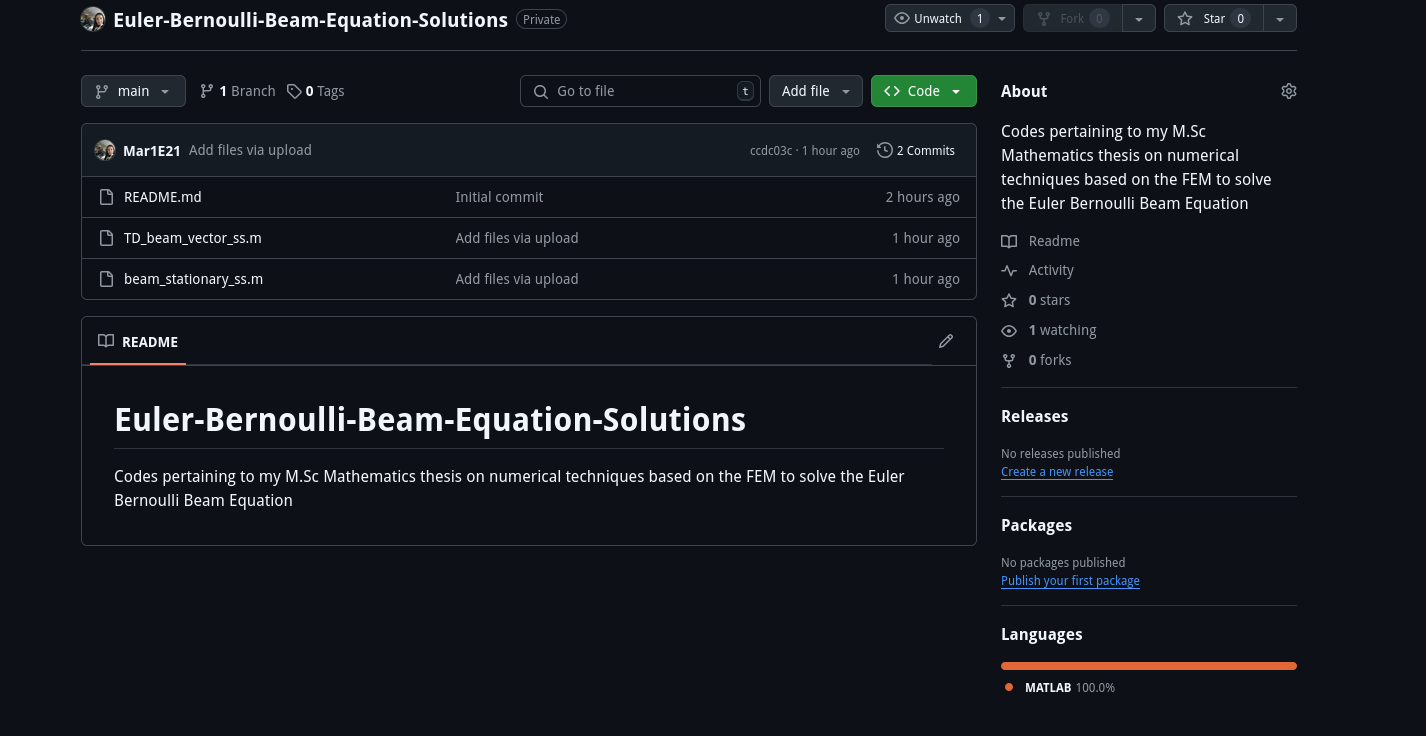 Euler-Bernoulli-Beam-Equation-Solutions Private
Unwatch 1 Fork 0 Star 0
main 1 Branch 0 Tags Go to file t Add file Code
Mar1E21 Add files via upload ccdc03c · 1 hour ago 2 Commits
README.md Initial commit 2 hours ago
TD_beam_vector_ss.m Add files via upload 1 hour ago
beam_stationary_ss.m Add files via upload 1 hour ago
README
Euler-Bernoulli-Beam-Equation-Solutions
Codes pertaining to my M.Sc Mathematics thesis on numerical techniques based on the FEM to solve the Euler
Bernoulli Beam Equation
About
Codes pertaining to my M.Sc
Mathematics thesis on numerical
techniques based on the FEM to solve
the Euler Bernoulli Beam Equation
Readme
Activity
0 stars
1 watching
0 forks
Releases
No releases published
Create a new release
Packages
No packages published
Publish your first package
Languages
MATLAB 100.0%